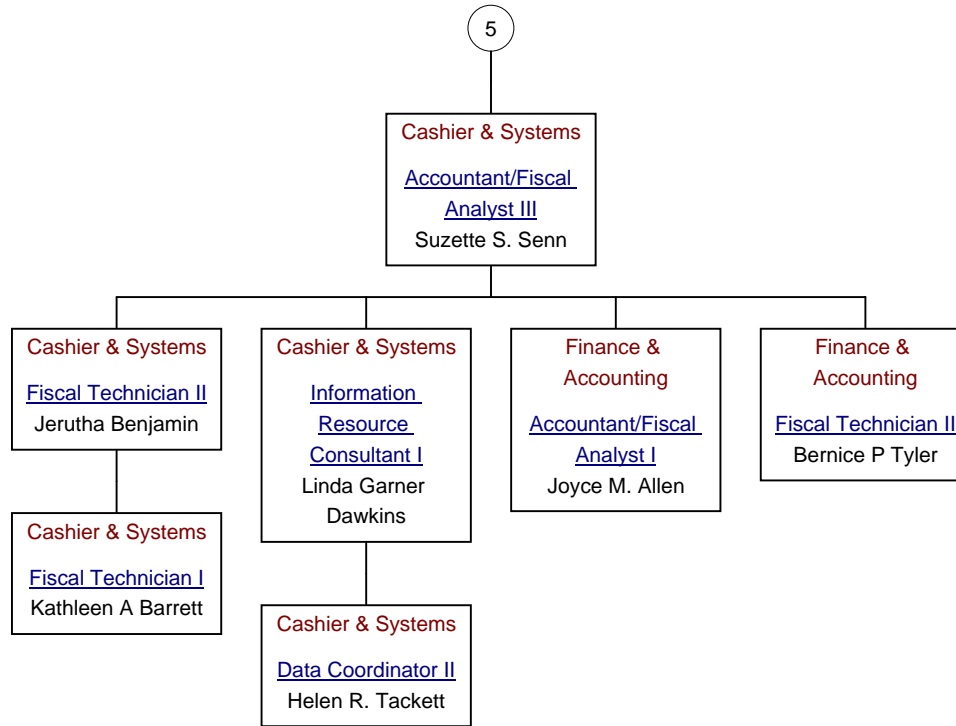 5
Cashier & Systems
Accountant/Fiscal
Analyst III
Suzette S. Senn
Cashier & Systems
Fiscal Technician II
Jerutha Benjamin
Cashier & Systems
Fiscal Technician I
Kathleen A Barrett
Cashier & Systems
Information
Resource
Consultant I
Linda Garner
Dawkins
Cashier & Systems
Data Coordinator II
Helen R. Tackett
Finance &
Accounting
Accountant/Fiscal
Analyst I
Joyce M. Allen
Finance &
Accounting
Fiscal Technician II
Bernice P Tyler